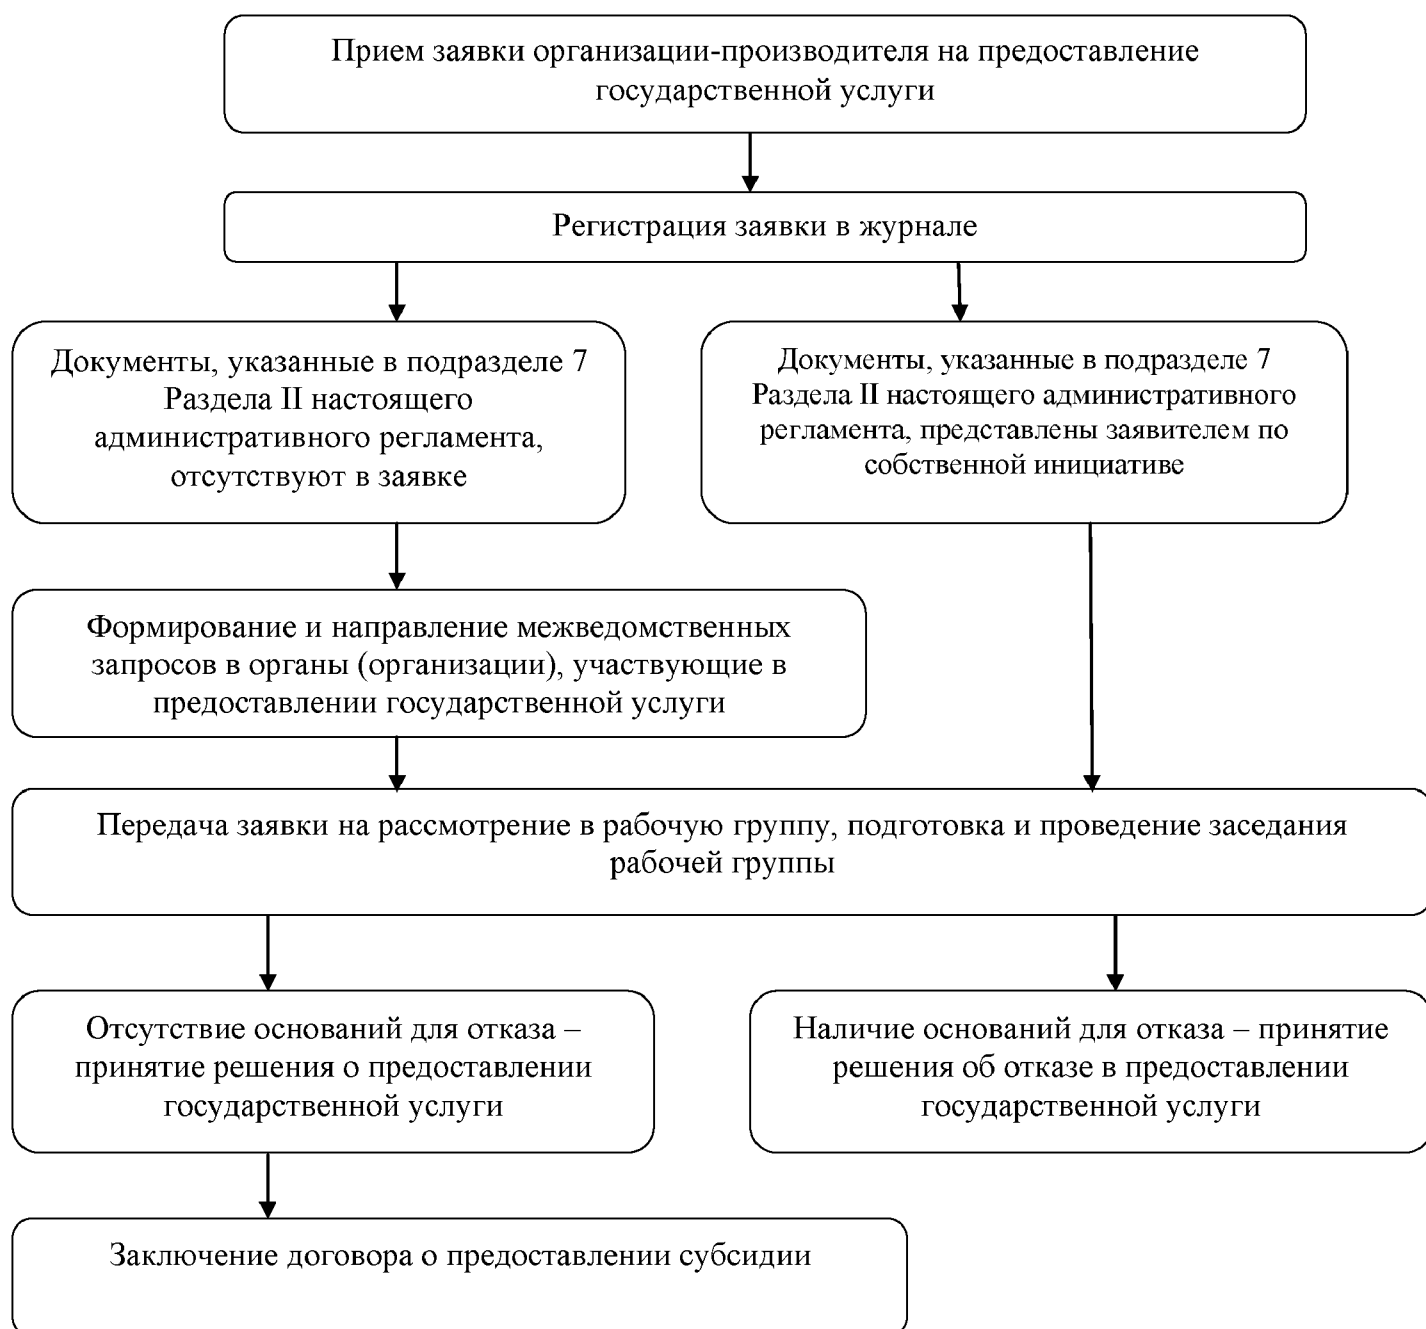 Прием заявки организации-производителя на предоставление
государственной услуги
Регистрация заявки в журнале
Документы, указанные в подразделе 7
Раздела II настоящего
административного регламента,
отсутствуют в заявке
Документы, указанные в подразделе 7
Раздела II настоящего административного
регламента, представлены заявителем по
собственной инициативе
Формирование и направление межведомственных
запросов в органы (организации), участвующие в
предоставлении государственной услуги
Передача заявки на рассмотрение в рабочую группу, подготовка и проведение заседания
рабочей группы
Отсутствие оснований для отказа –
принятие решения о предоставлении
государственной услуги
Наличие оснований для отказа – принятие
решения об отказе в предоставлении
государственной услуги
Заключение договора о предоставлении субсидии